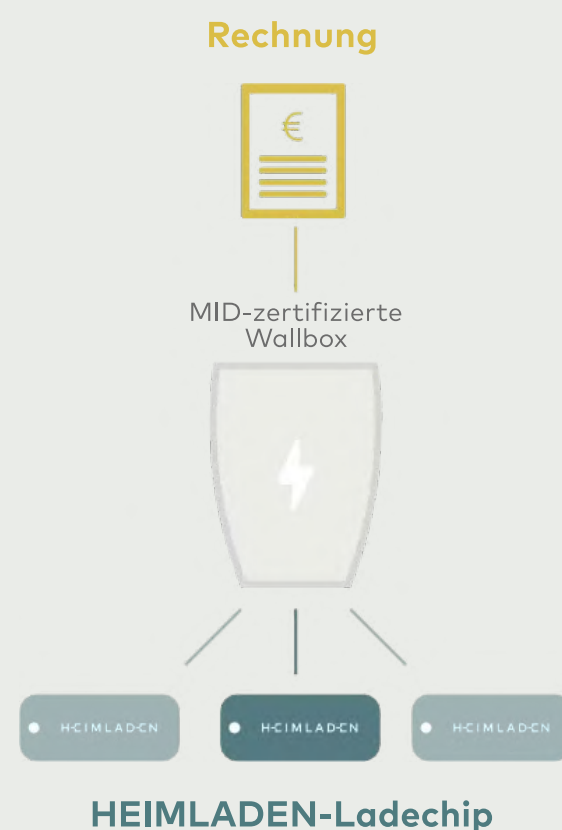 Rechnung
€
MID-zertifizierte
Wallbox
HEIMLADEN
HEIMLADEN
HEIMLADEN
HEIMLADEN-Ladechip